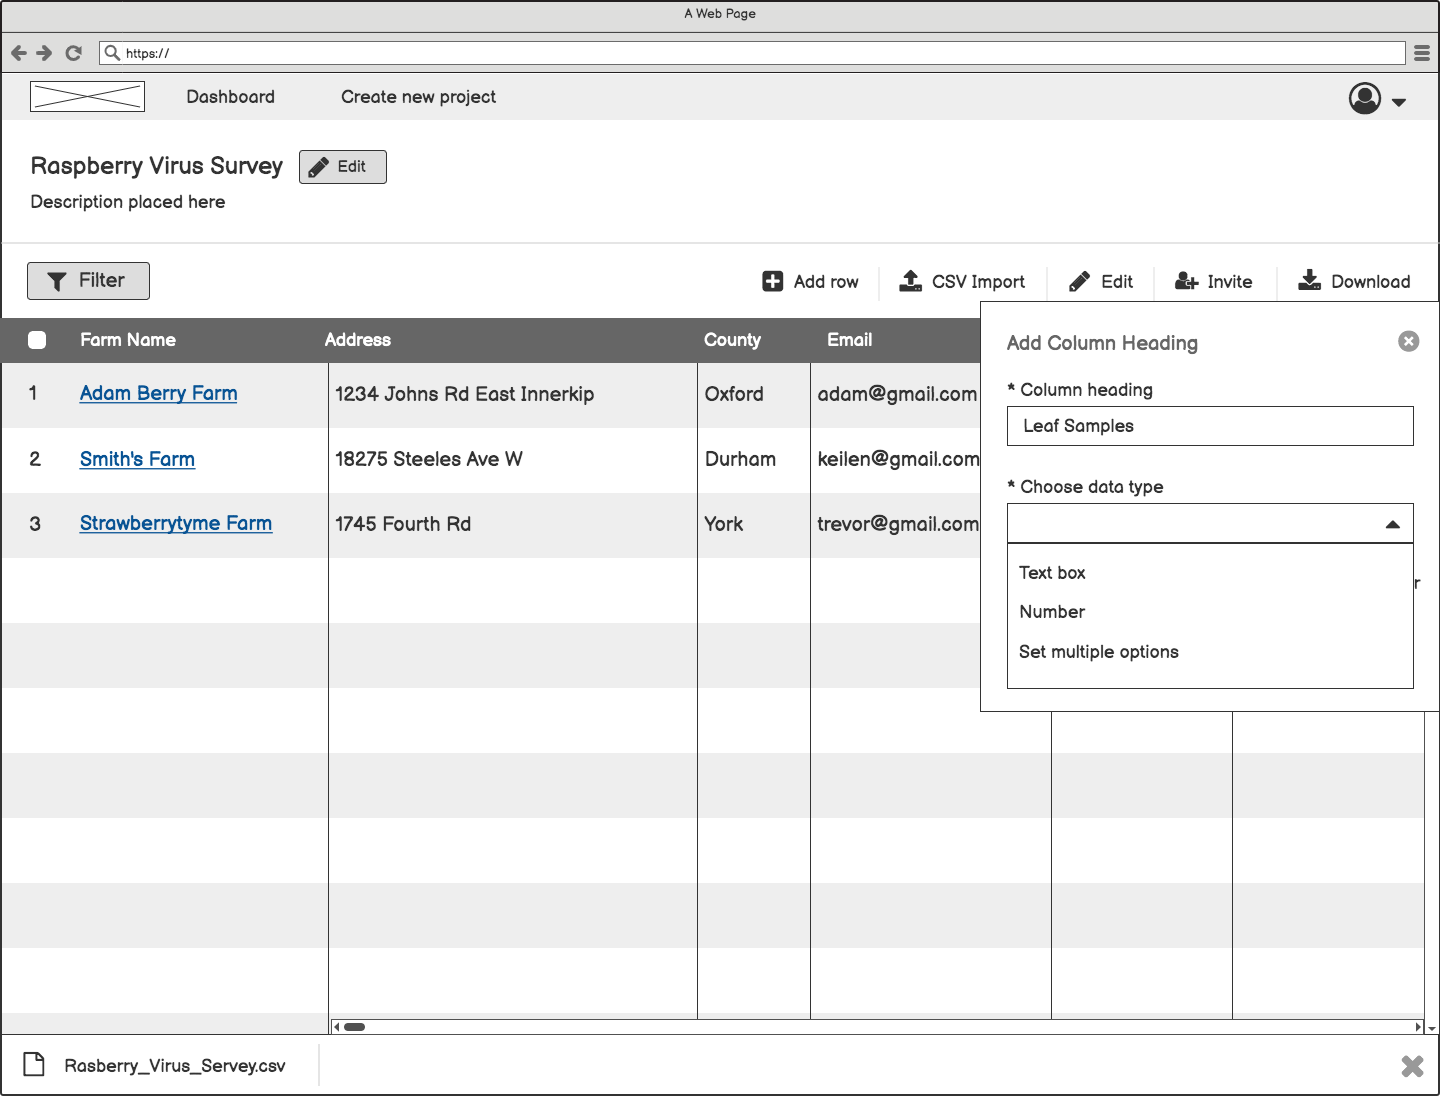 A Web Page
https://
Dashboard Create new project
Raspberry Virus Survey Edit
Description placed here
Filter Add row CSV Import Edit Invite Download
Farm Name Address County Email
Add Column Heading
* Column heading
Leaf Samples
* Choose data type
Text box
Number
Set multiple options
r
1 Adam Berry Farm 1234 Johns Rd East Innerkip Oxford adam@gmail.com
2 Smith's Farm 18275 Steeles Ave W Durham keilen@gmail.com
3 Strawberrytyme Farm 1745 Fourth Rd York trevor@gmail.com
Rasberry_Virus_Servey.csv